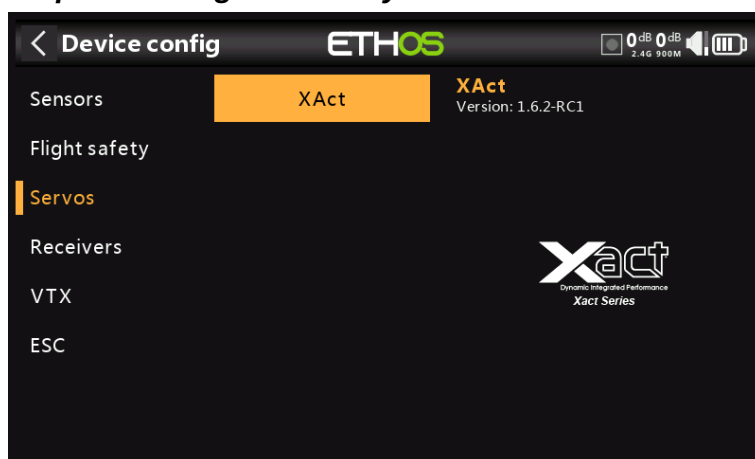 Device config
ETHOS
0dB 0dB
2.4G 900M
Sensors
XAct
XAct
Version: 1.6.2-RC1
Flight safety
Servos
Receivers
VTX
ESC
Xact
Dynamic Integrated Performance
Xact Series